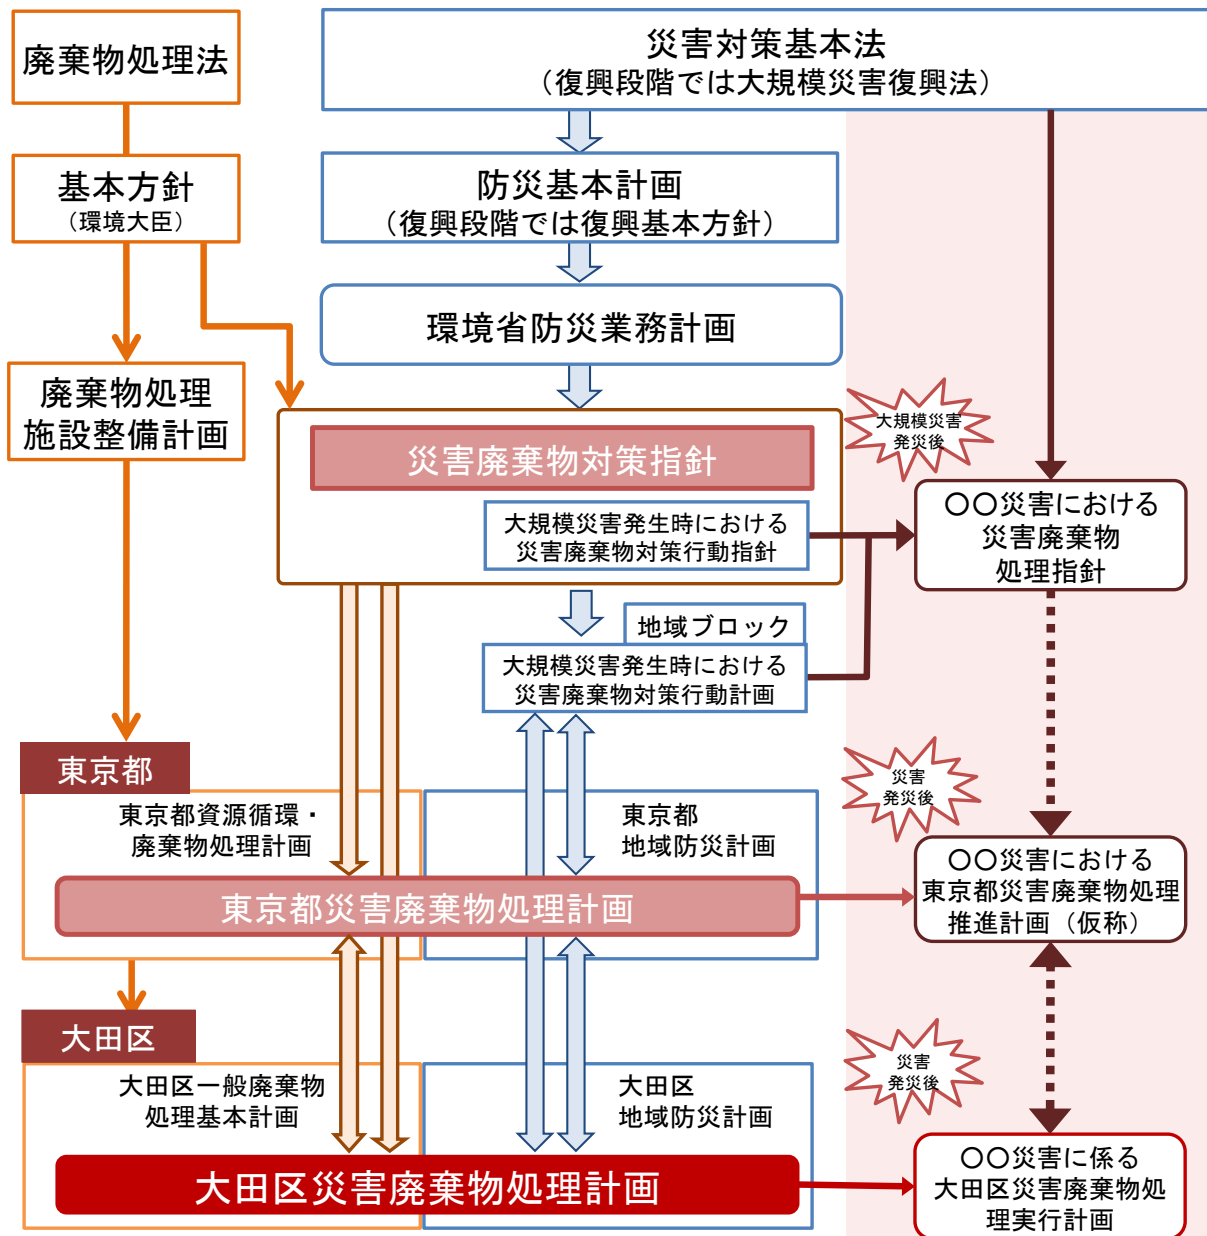 廃棄物処理法
災害対策基本法
（復興段階では大規模災害復興法）
基本方針
（環境大臣）
防災基本計画
（復興段階では復興基本方針）
環境省防災業務計画
廃棄物処理
施設整備計画
災害廃棄物対策指針
大規模災害発生時における
災害廃棄物対策行動指針
大規模災害
発災後
〇〇災害における
災害廃棄物
処理指針
地域ブロック
大規模災害発生時における
災害廃棄物対策行動計画
東京都
東京都資源循環・
廃棄物処理計画
東京都
地域防災計画
災害
発災後
東京都災害廃棄物処理計画
〇〇災害における
東京都災害廃棄物処理
推進計画（仮称）
大田区
大田区一般廃棄物
処理基本計画
大田区
地域防災計画
災害
発災後
大田区災害廃棄物処理計画
〇〇災害に係る
大田区災害廃棄物処
理実行計画